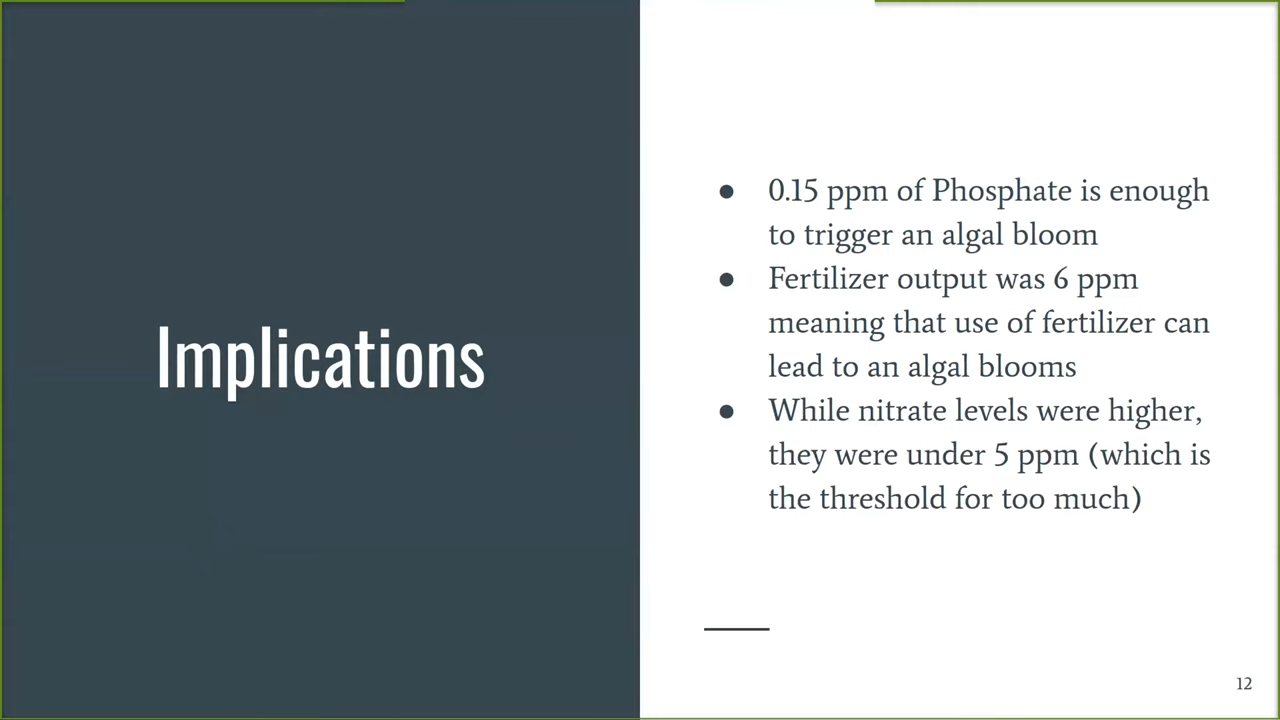 Implications
● 0.15 ppm of Phosphate is enough
to trigger an algal bloom
● Fertilizer output was 6 ppm
meaning that use of fertilizer can
lead to an algal blooms
● While nitrate levels were higher,
they were under 5 ppm (which is
the threshold for too much)
12